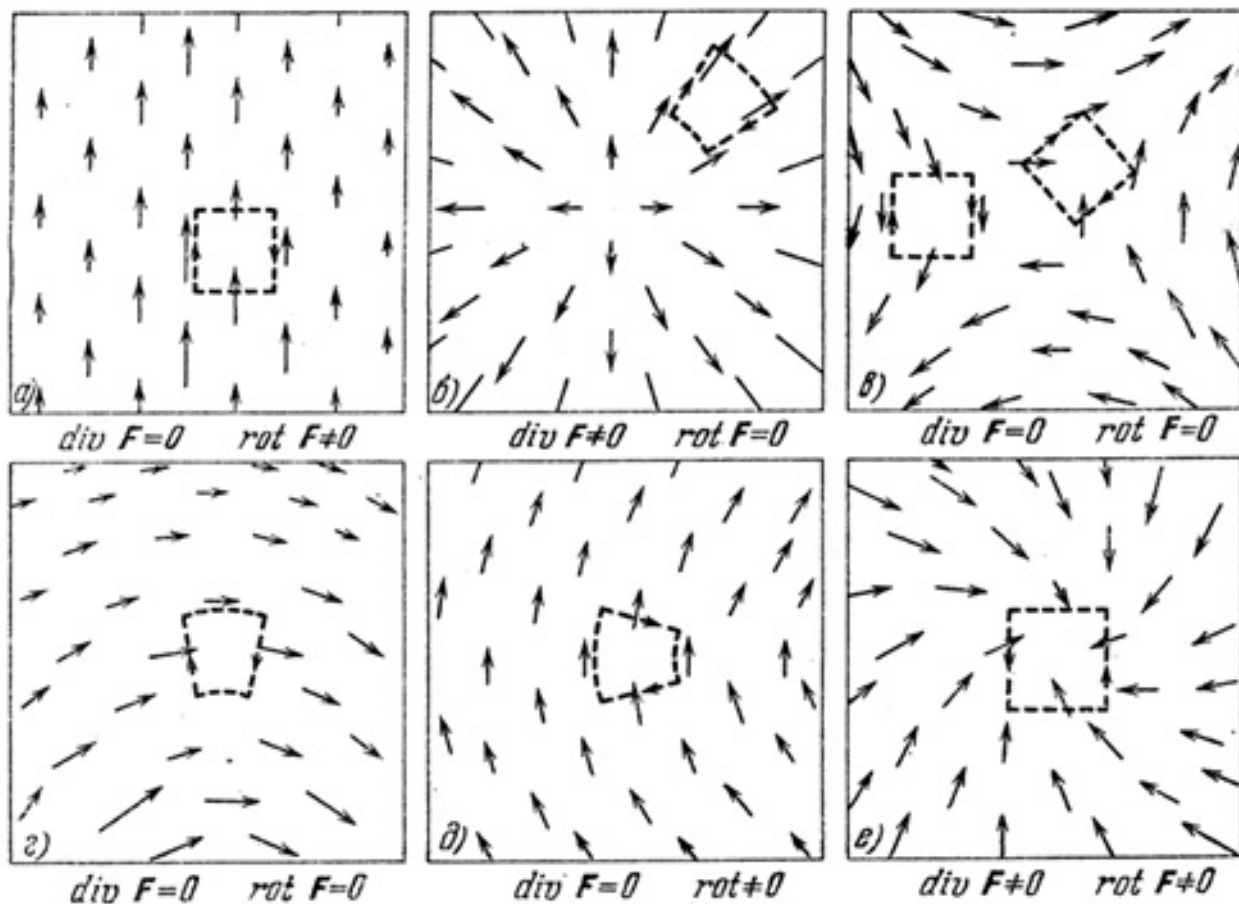 а) б) в)
div F=0 rot F≠0 div F≠0 rot F=0 div F=0 rot F=0
г) д) е)
div F=0 rot F=0 div F=0 rot≠0 div F≠0 rot F≠0